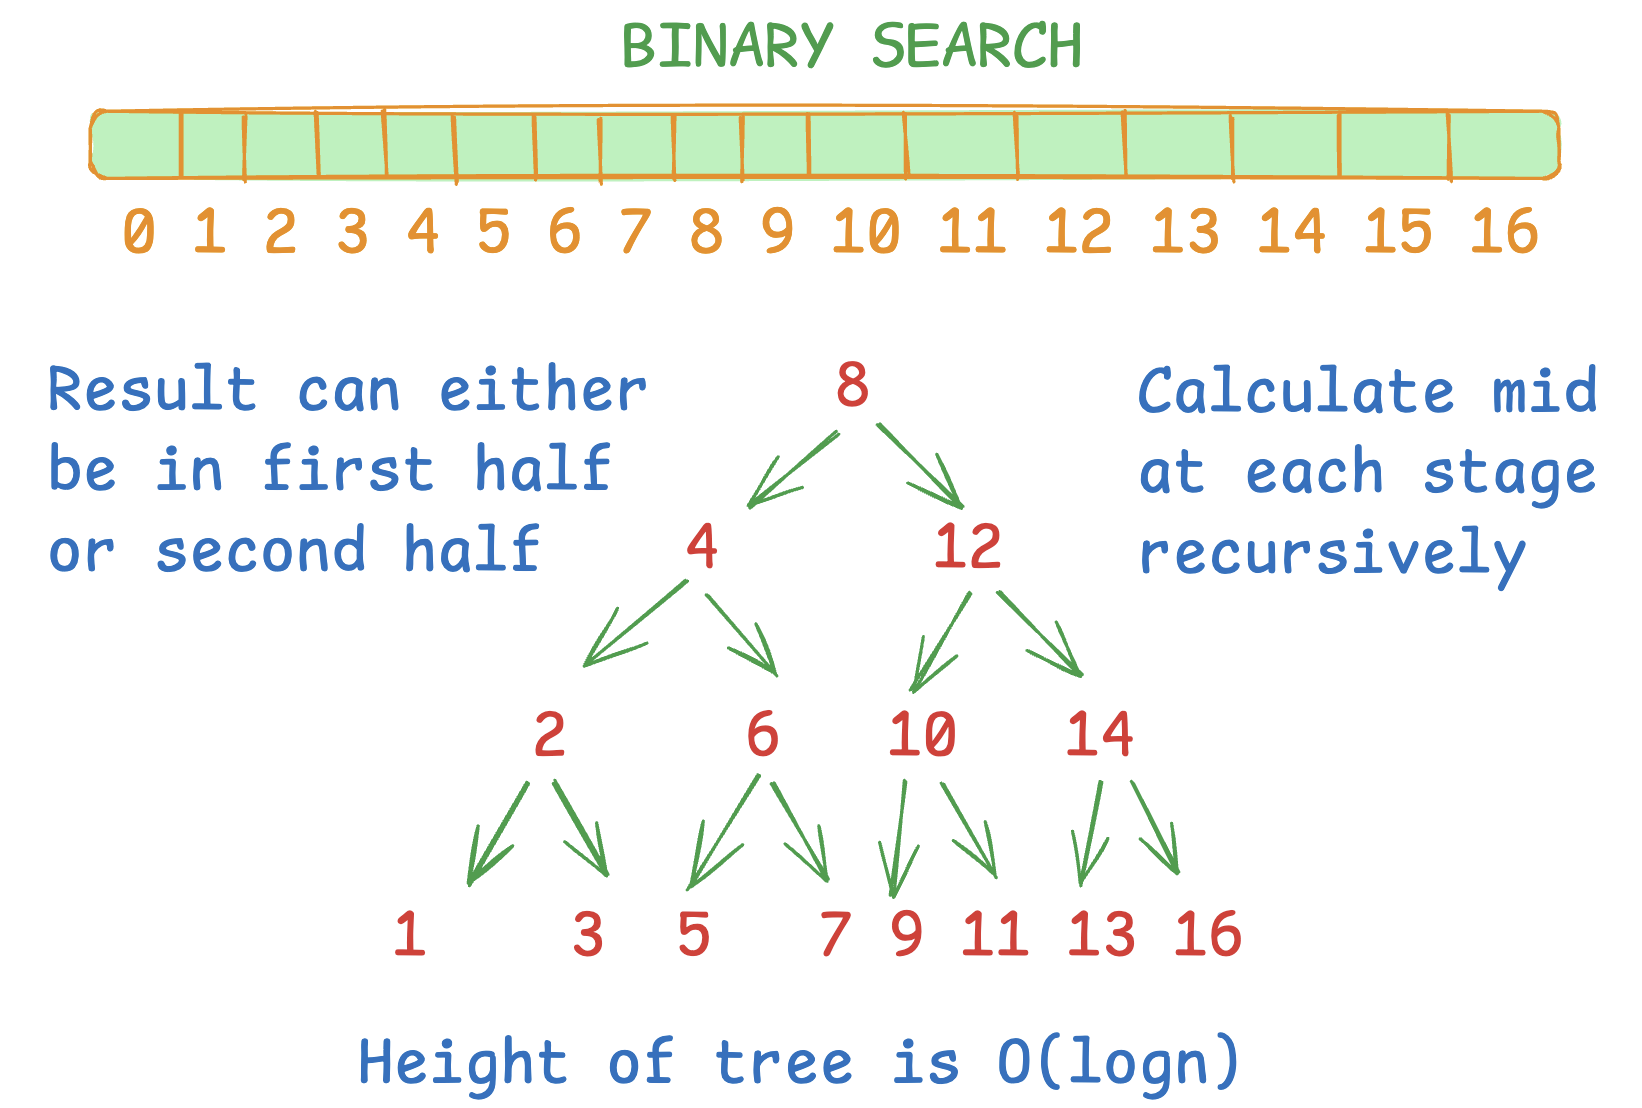 BINARY SEARCH
0 1 2 3 4 5 6 7 8 9 10 11 12 13 14 15 16
Result can either
be in first half
or second half
8
Calculate mid
at each stage
recursively
4 12
2 6 10 14
1 3 5 7 9 11 13 16
Height of tree is O(logn)